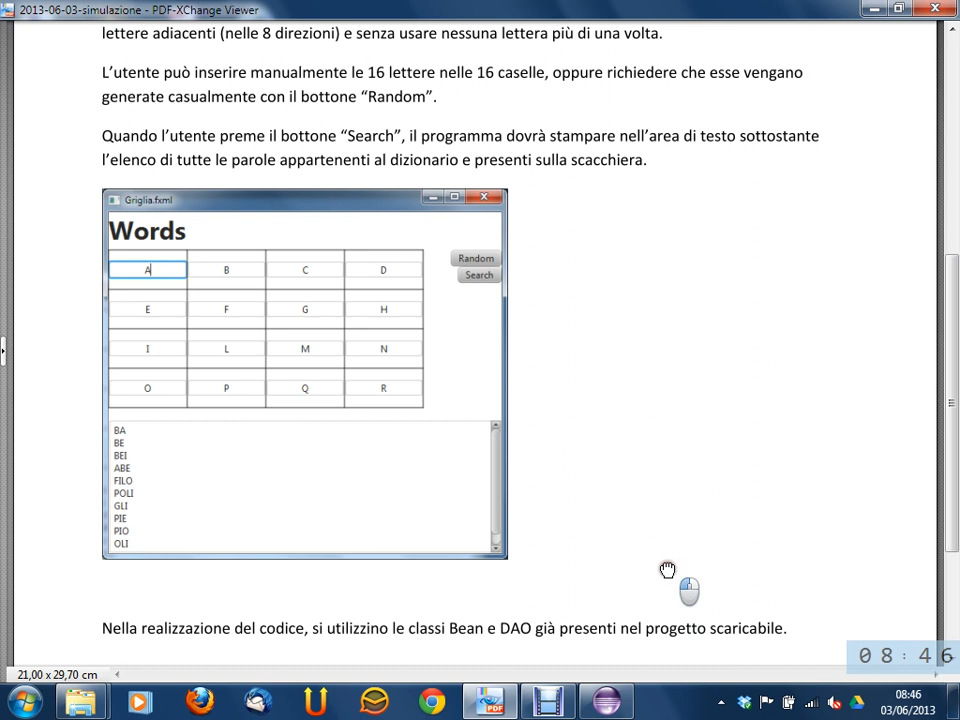 2013-06-03-simulazione - PDF-XChange Viewer
lettere adiacenti (nelle 8 direzioni) e senza usare nessuna lettera più di una volta.
L’utente può inserire manualmente le 16 lettere nelle 16 caselle, oppure richiedere che esse vengano
generate casualmente con il bottone “Random”.
Quando l’utente preme il bottone “Search”, il programma dovrà stampare nell’area di testo sottostante
l’elenco di tutte le parole appartenenti al dizionario e presenti sulla scacchiera.
Griglia.fxml
Words
A B C D
Random
Search
E F G H
I L M N
O P Q R
BA
BE
BEI
ABE
FILO
POLI
GLI
PIE
PIO
OLI
Nella realizzazione del codice, si utilizzino le classi Bean e DAO già presenti nel progetto scaricabile.
08:46
21,00 x 29,70 cm
PDF
08:46
03/06/2013